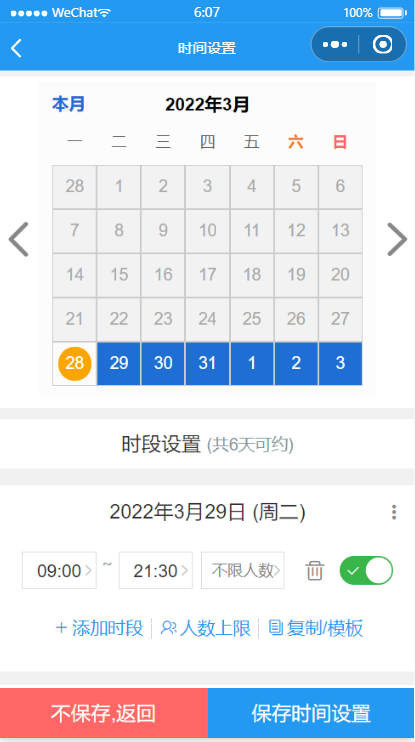 WeChat 6:07 100%
时间设置
本月 2022年3月
一 二 三 四 五 六 日
28 1 2 3 4 5 6
7 8 9 10 11 12 13
14 15 16 17 18 19 20
21 22 23 24 25 26 27
28 29 30 31 1 2 3
时段设置 (共6天可约)
2022年3月29日 (周二)
09:00 ~ 21:30 不限人数
添加时段 人数上限 复制/模板
不保存,返回 保存时间设置